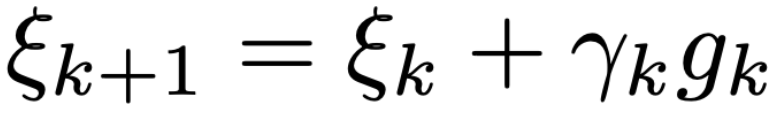 ξ_{k+1} = ξ_k + γ_k g_k